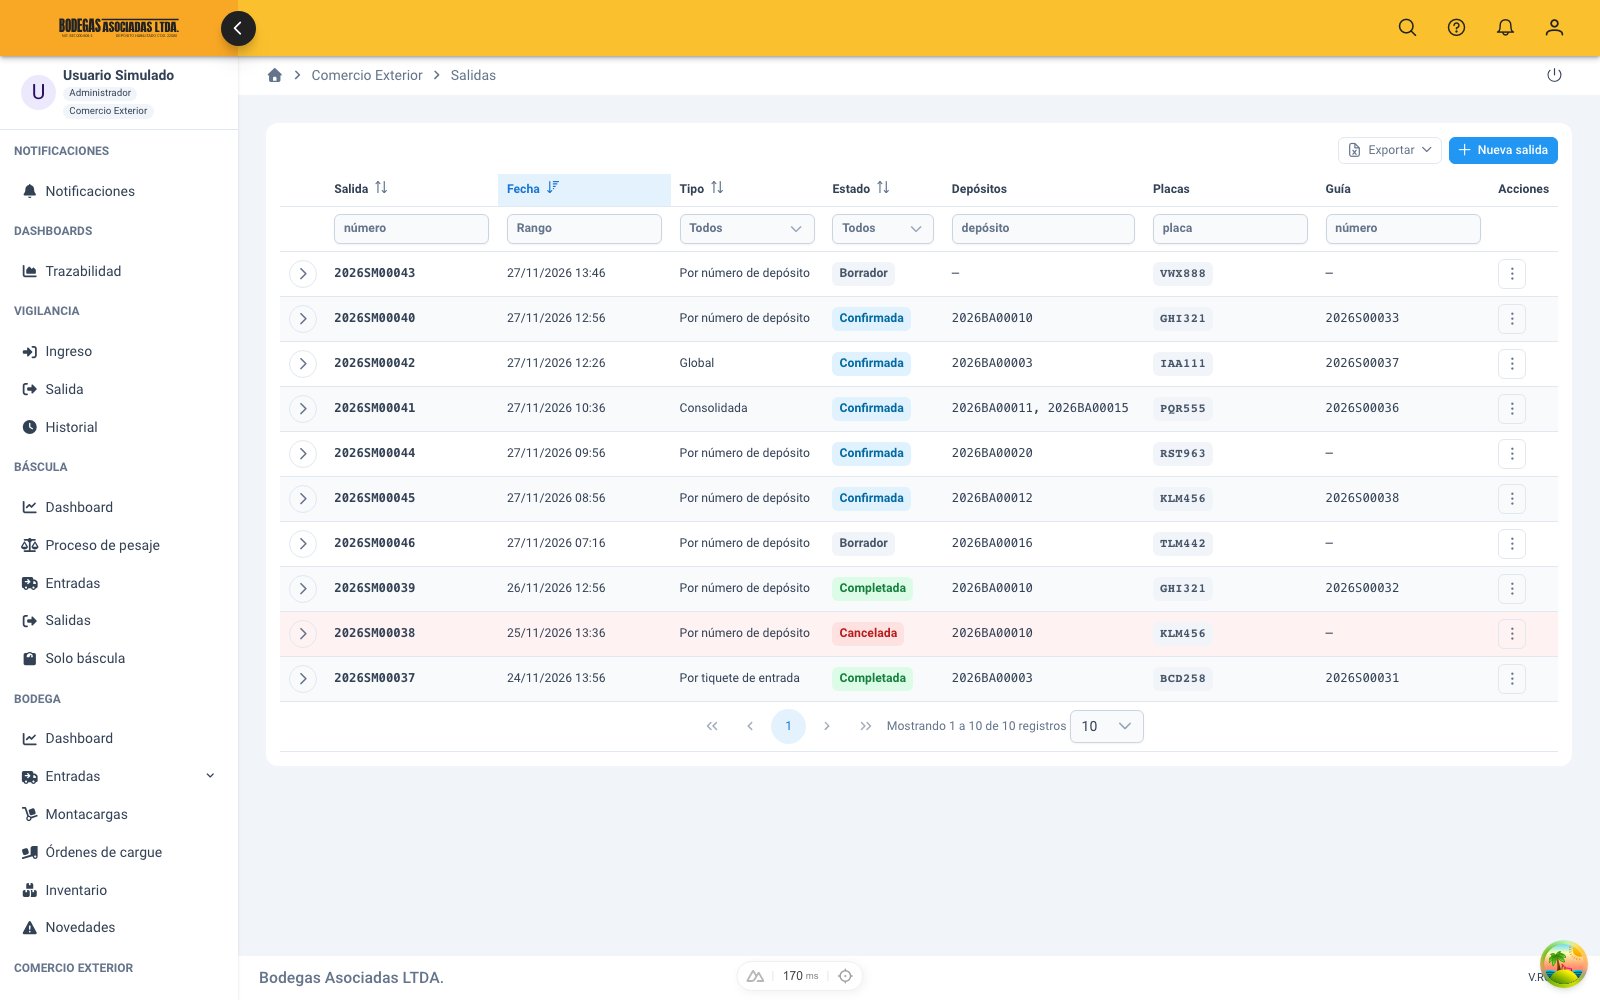 BODEGAS ASOCIADAS LTDA.
Usuario Simulado
U
Administrador
Comercio Exterior
Comercio Exterior
Salidas
NOTIFICACIONES
Notificaciones
DASHBOARDS
Trazabilidad
VIGILANCIA
Ingreso
Salida
Historial
BÁSCULA
Dashboard
Proceso de pesaje
Entradas
Salidas
Solo báscula
BODEGA
Dashboard
Entradas
Montacargas
Órdenes de cargue
Inventario
Novedades
COMERCIO EXTERIOR
Exportar
Nueva salida
Salida Fecha Tipo Estado Depósitos Placas Guía Acciones
número Rango Todos Todos depósito placa número
2026SM00043 27/11/2026 13:46 Por número de depósito Borrador — VWX888 —
2026SM00040 27/11/2026 12:56 Por número de depósito Confirmada 2026BA00010 GHI321 2026S00033
2026SM00042 27/11/2026 12:26 Global Confirmada 2026BA00003 IAA111 2026S00037
2026SM00041 27/11/2026 10:36 Consolidada Confirmada 2026BA00011, 2026BA00015 PQR555 2026S00036
2026SM00044 27/11/2026 09:56 Por número de depósito Confirmada 2026BA00020 RST963 —
2026SM00045 27/11/2026 08:56 Por número de depósito Confirmada 2026BA00012 KLM456 2026S00038
2026SM00046 27/11/2026 07:16 Por número de depósito Borrador 2026BA00016 TLM442 —
2026SM00039 26/11/2026 12:56 Por número de depósito Completada 2026BA00010 GHI321 2026S00032
2026SM00038 25/11/2026 13:36 Por número de depósito Cancelada 2026BA00010 KLM456 —
2026SM00037 24/11/2026 13:56 Por tiquete de entrada Completada 2026BA00003 BCD258 2026S00031
1 Mostrando 1 a 10 de 10 registros 10
Bodegas Asociadas LTDA.
170 ms